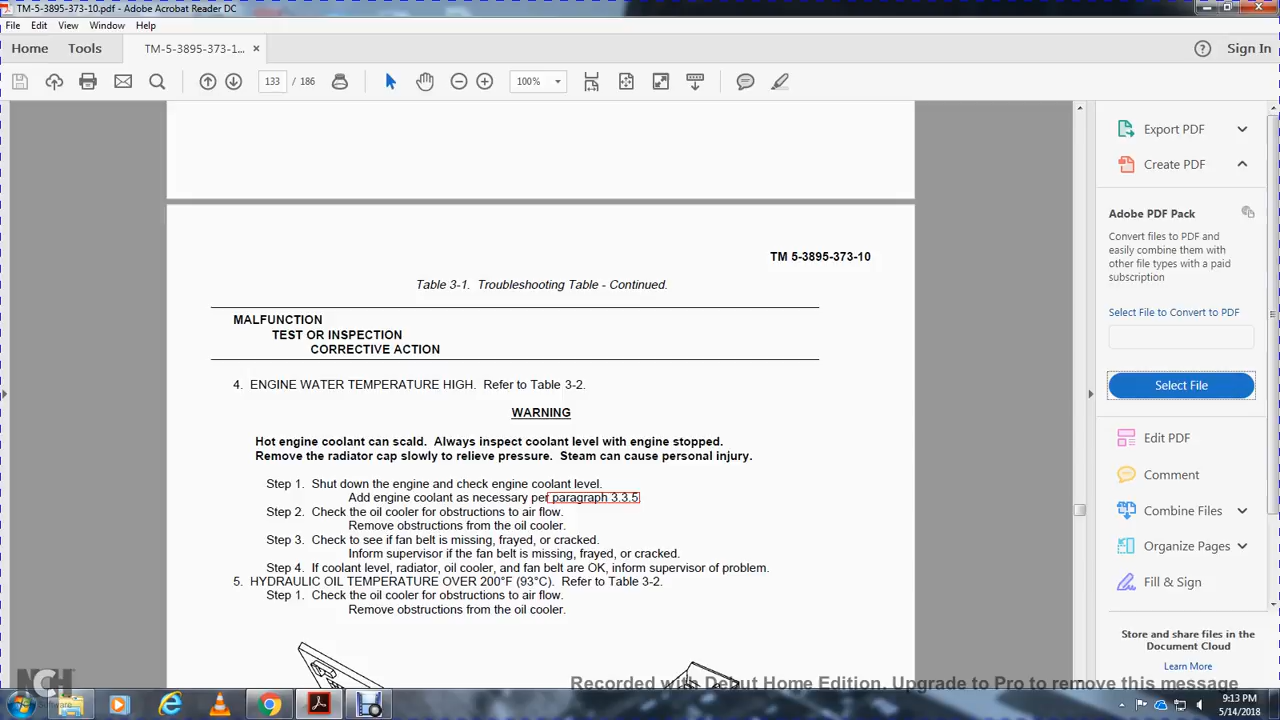 TM-5-3895-373-10.pdf - Adobe Acrobat Reader DC
File Edit View Window Help
Home Tools TM-5-3895-373-1... × Sign In
133 / 186 100%
TM 5-3895-373-10
Table 3-1. Troubleshooting Table - Continued.
MALFUNCTION
TEST OR INSPECTION
CORRECTIVE ACTION
4. ENGINE WATER TEMPERATURE HIGH. Refer to Table 3-2.
WARNING
Hot engine coolant can scald. Always inspect coolant level with engine stopped.
Remove the radiator cap slowly to relieve pressure. Steam can cause personal injury.
Step 1. Shut down the engine and check engine coolant level.
Add engine coolant as necessary per paragraph 3.3.5
Step 2. Check the oil cooler for obstructions to air flow.
Remove obstructions from the oil cooler.
Step 3. Check to see if fan belt is missing, frayed, or cracked.
Inform supervisor if the fan belt is missing, frayed, or cracked.
Step 4. If coolant level, radiator, oil cooler, and fan belt are OK, inform supervisor of problem.
5. HYDRAULIC OIL TEMPERATURE OVER 200°F (93°C). Refer to Table 3-2.
Step 1. Check the oil cooler for obstructions to air flow.
Remove obstructions from the oil cooler.
Export PDF
Create PDF
Adobe PDF Pack
Convert files to PDF and
easily combine them with
other file types with a paid
subscription
Select File to Convert to PDF
Select File
Edit PDF
Comment
Combine Files
Organize Pages
Fill & Sign
Store and share files in the
Document Cloud
Learn More
NCH
Software
Recorded with Debut Home Edition. Upgrade to Pro to remove this message
9:13 PM
5/14/2018